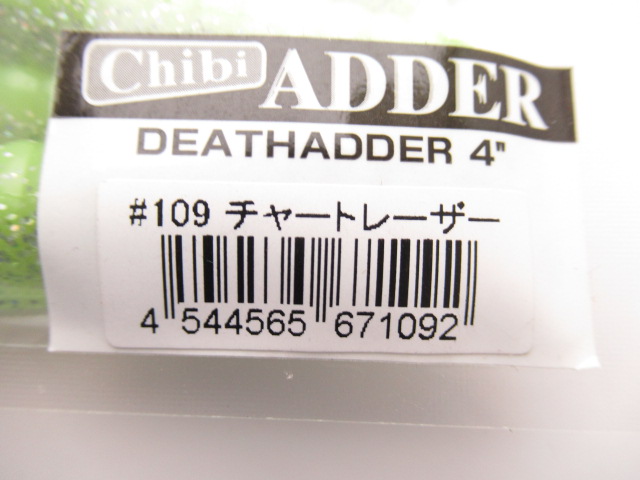 Chibi ADDER
DEATHADDER 4"
#109 チャートレーザー
4 544565 671092